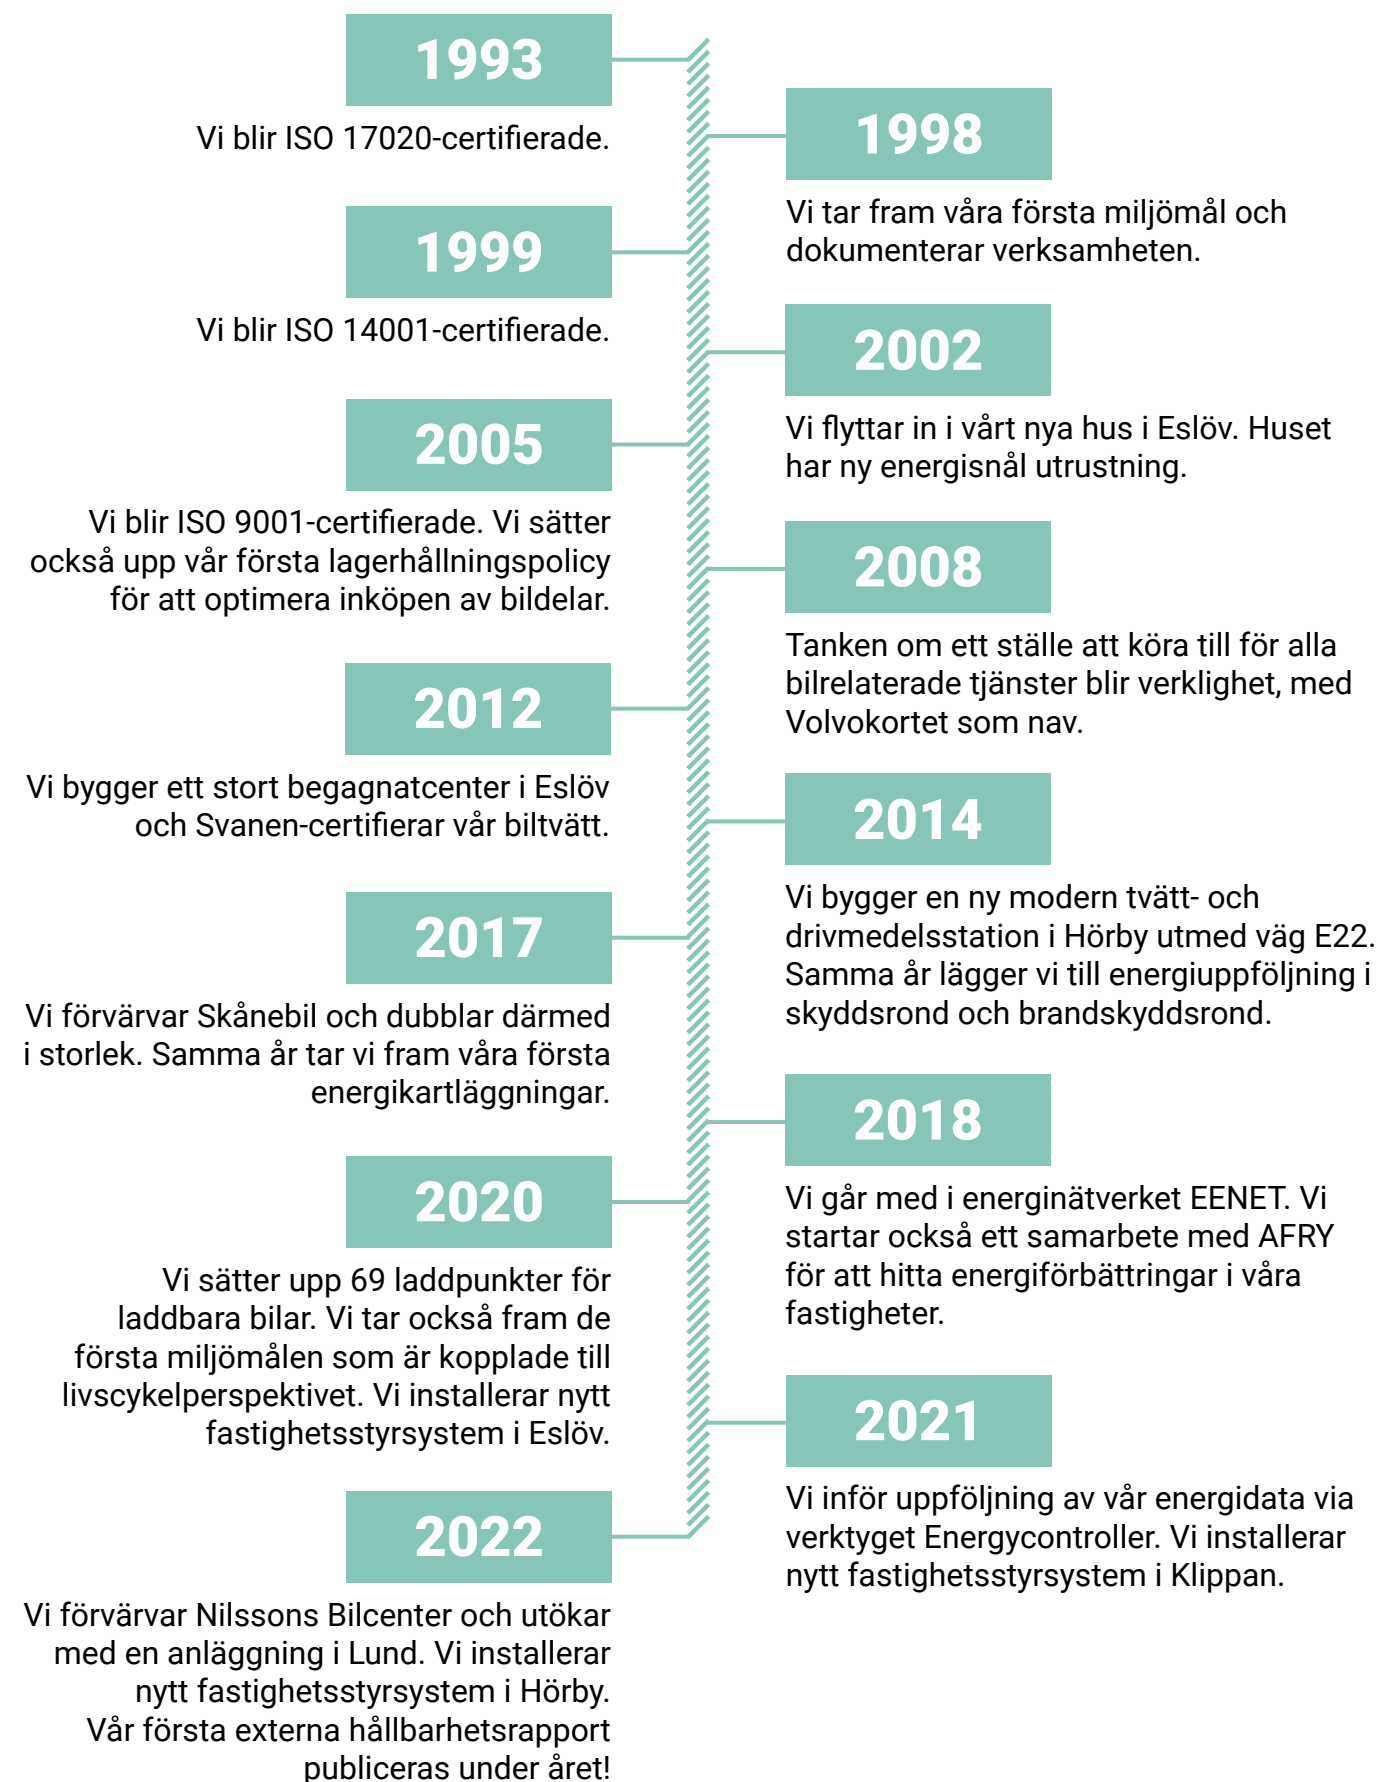 1993
Vi blir ISO 17020-certifierade.
1998
Vi tar fram våra första miljömål och
dokumenterar verksamheten.
1999
Vi blir ISO 14001-certifierade.
2002
Vi flyttar in i vårt nya hus i Eslöv. Huset
har ny energisnål utrustning.
2005
Vi blir ISO 9001-certifierade. Vi sätter
också upp vår första lagerhållningspolicy
för att optimera inköpen av bildelar.
2008
Tanken om ett ställe att köra till för alla
bilrelaterade tjänster blir verklighet, med
Volvokortet som nav.
2012
Vi bygger ett stort begagnatcenter i Eslöv
och Svanen-certifierar vår biltvätt.
2014
Vi bygger en ny modern tvätt- och
drivmedelsstation i Hörby utmed väg E22.
Samma år lägger vi till energiuppföljning i
skyddsrond och brandskyddsrond.
2017
Vi förvärvar Skånebil och dubblar därmed
i storlek. Samma år tar vi fram våra första
energikartläggningar.
2018
Vi går med i energinätverket EENET. Vi
startar också ett samarbete med AFRY
för att hitta energiförbättringar i våra
fastigheter.
2020
Vi sätter upp 69 laddpunkter för
laddbara bilar. Vi tar också fram de
första miljömålen som är kopplade till
livscykelperspektivet. Vi installerar nytt
fastighetsstyrsystem i Eslöv.
2021
Vi inför uppföljning av vår energidata via
verktyget Energycontroller. Vi installerar
nytt fastighetsstyrsystem i Klippan.
2022
Vi förvärvar Nilssons Bilcenter och utökar
med en anläggning i Lund. Vi installerar
nytt fastighetsstyrsystem i Hörby.
Vår första externa hållbarhetsrapport
publiceras under året!